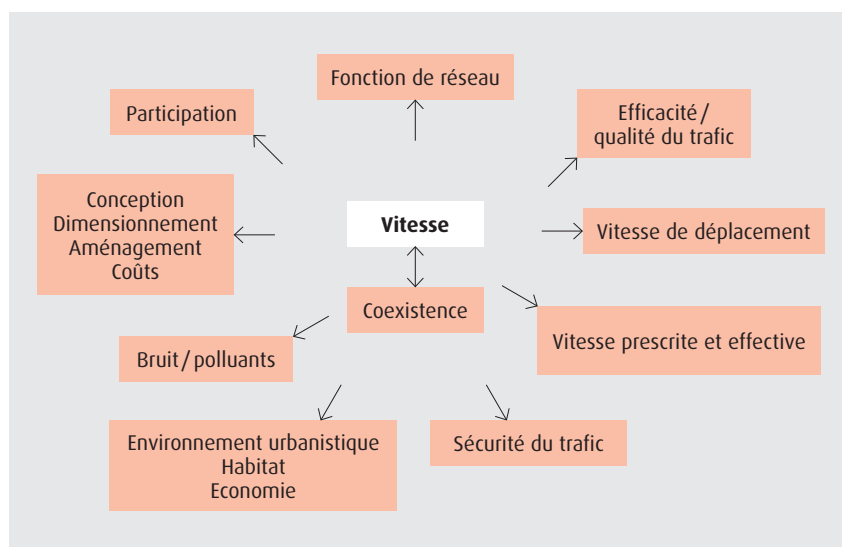 Fonction de réseau
Participation
Efficacité/
qualité du trafic
Conception
Dimensionnement
Aménagement
Coûts
Vitesse
Vitesse de déplacement
Coexistence
Bruit/polluants
Vitesse prescrite et effective
Environnement urbanistique
Habitat
Economie
Sécurité du trafic